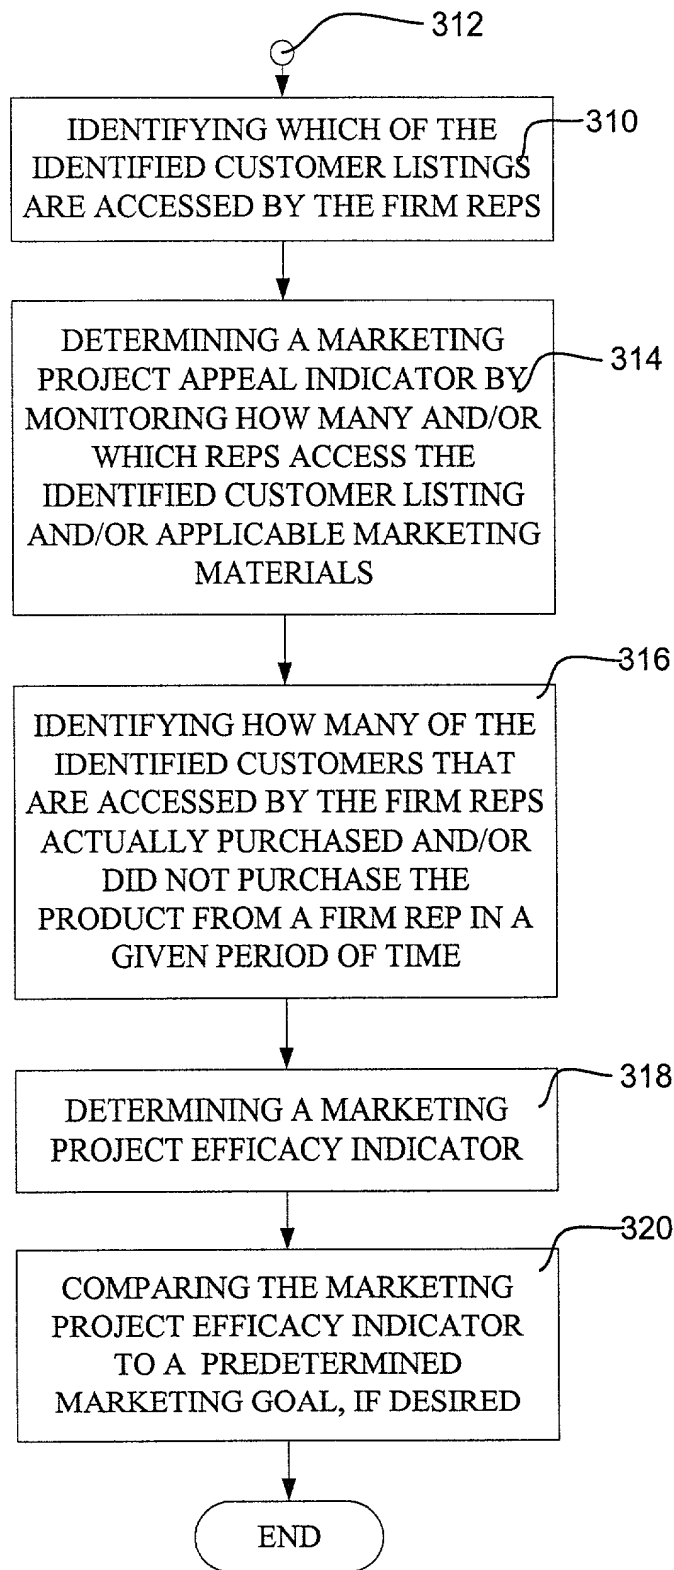 312
IDENTIFYING WHICH OF THE
310
IDENTIFIED CUSTOMER LISTINGS
ARE ACCESSED BY THE FIRM REPS
DETERMINING A MARKETING
314
PROJECT APPEAL INDICATOR BY
MONITORING HOW MANY AND/OR
WHICH REPS ACCESS THE
IDENTIFIED CUSTOMER LISTING
AND/OR APPLICABLE MARKETING
MATERIALS
316
IDENTIFYING HOW MANY OF THE
IDENTIFIED CUSTOMERS THAT
ARE ACCESSED BY THE FIRM REPS
ACTUALLY PURCHASED AND/OR
DID NOT PURCHASE THE
PRODUCT FROM A FIRM REP IN A
GIVEN PERIOD OF TIME
318
DETERMINING A MARKETING
PROJECT EFFICACY INDICATOR
320
COMPARING THE MARKETING
PROJECT EFFICACY INDICATOR
TO A PREDETERMINED
MARKETING GOAL, IF DESIRED
END